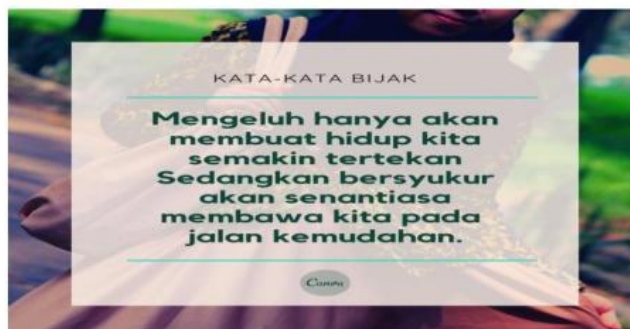 KATA-KATA BIJAK
Mengeluh hanya akan
membuat hidup kita
semakin tertekan
Sedangkan bersyukur
akan senantiasa
membawa kita pada
jalan kemudahan.
Canva